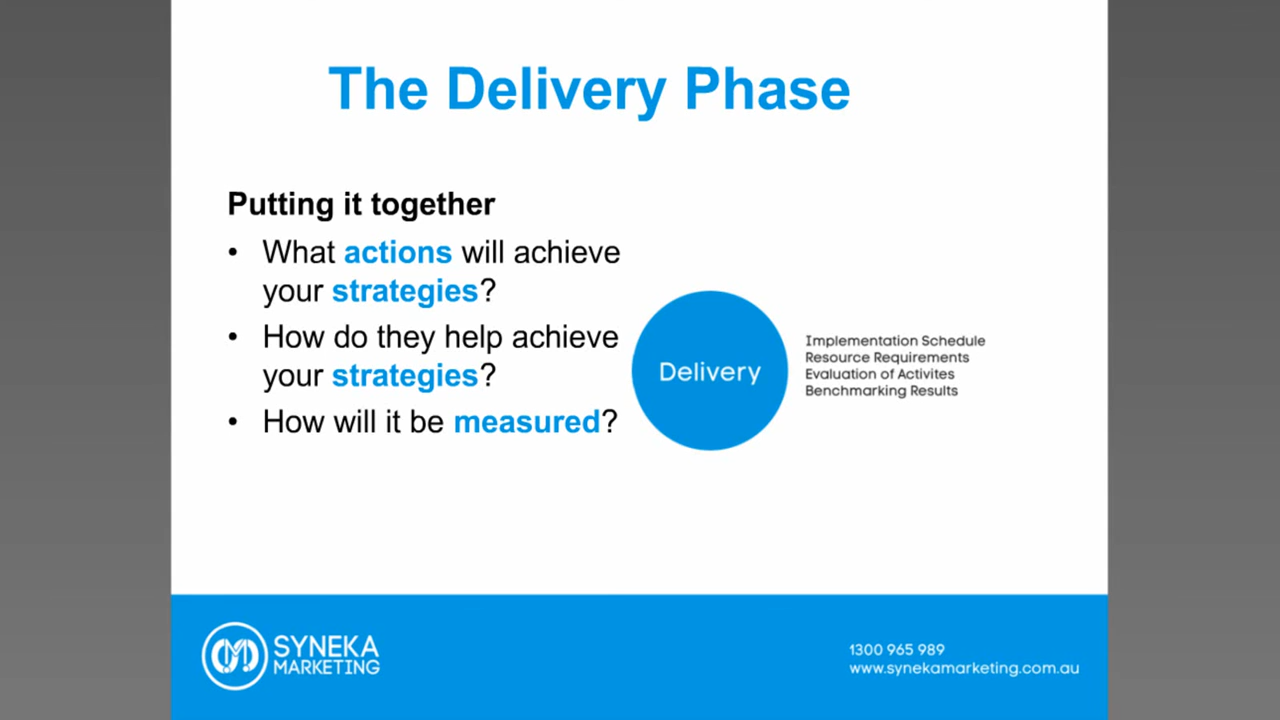 The Delivery Phase
Putting it together
• What actions will achieve
your strategies?
• How do they help achieve
your strategies?
• How will it be measured?
Delivery
Implementation Schedule
Resource Requirements
Evaluation of Activites
Benchmarking Results
SYNEKA
MARKETING
1300 965 989
www.synekamarketing.com.au